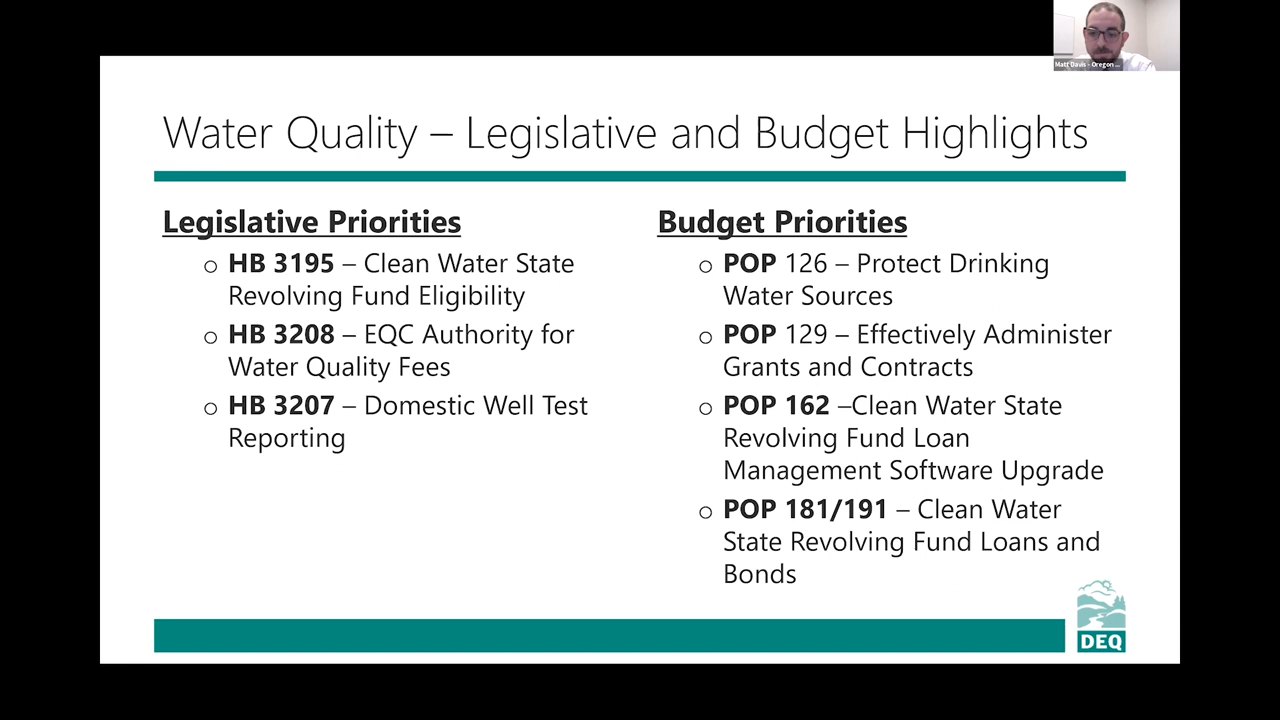 Matt Davis - Oregon ...
Water Quality – Legislative and Budget Highlights
Legislative Priorities
o HB 3195 – Clean Water State
Revolving Fund Eligibility
o HB 3208 – EQC Authority for
Water Quality Fees
o HB 3207 – Domestic Well Test
Reporting
Budget Priorities
o POP 126 – Protect Drinking
Water Sources
o POP 129 – Effectively Administer
Grants and Contracts
o POP 162 –Clean Water State
Revolving Fund Loan
Management Software Upgrade
o POP 181/191 – Clean Water
State Revolving Fund Loans and
Bonds
DEQ